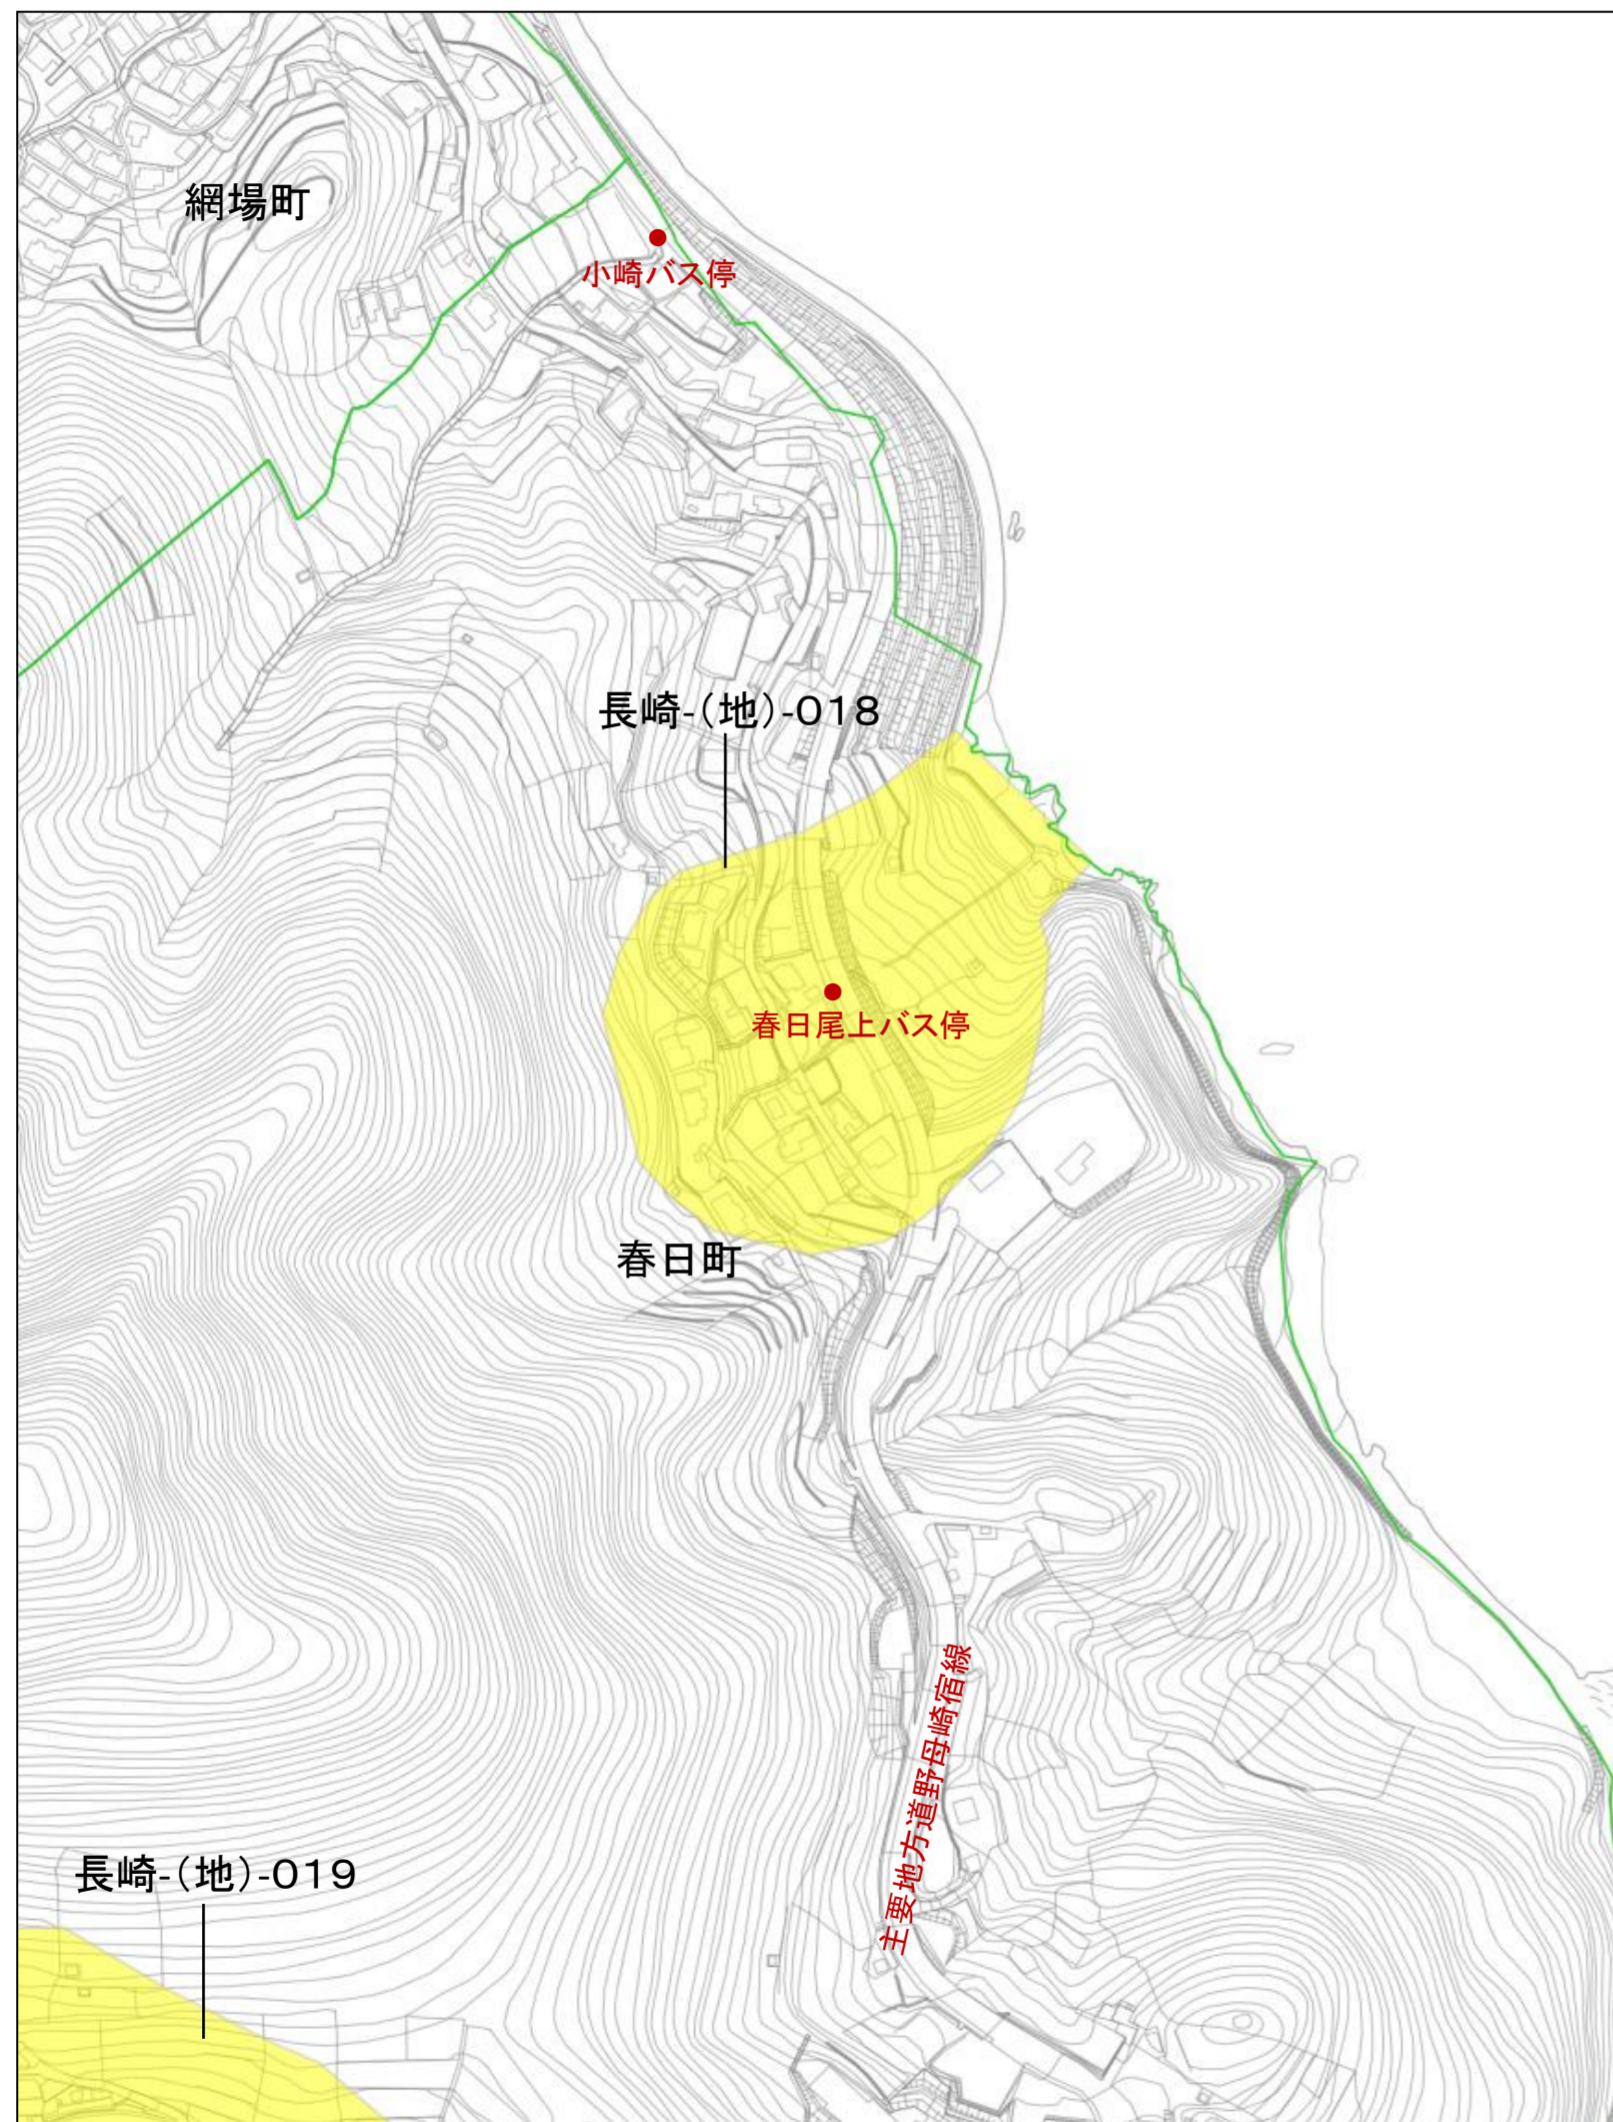 網場町
小崎バス停
長崎-(地)-018
春日尾上バス停
春日町
主要地方道野母崎宿線
長崎-(地)-019